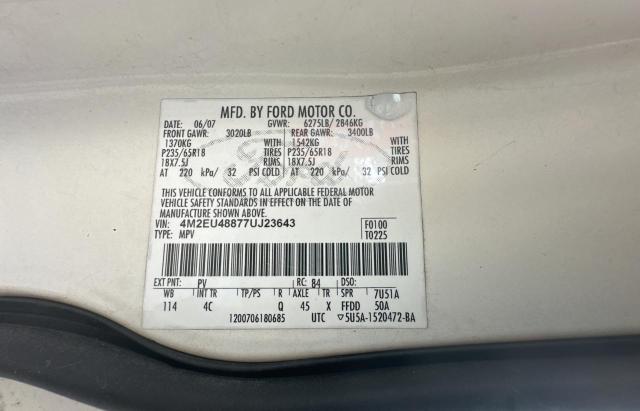 MFD. BY FORD MOTOR CO.
DATE: 06/07 GVWR: 6275LB/ 2846KG
FRONT GAWR: 3020LB REAR GAWR: 3400LB
1370KG WITH 1542KG WITH
P235/65R18 TIRES P235/65R18 TIRES
18X7.5J RIMS 18X7.5J RIMS
AT 220 kPa/ 32 PSI COLD AT 220 kPa/ 32 PSI COLD
THIS VEHICLE CONFORMS TO ALL APPLICABLE FEDERAL MOTOR
VEHICLE SAFETY STANDARDS IN EFFECT ON THE DATE OF
MANUFACTURE SHOWN ABOVE.
VIN: 4M2EU48877UJ23643 F0100
TYPE: MPV T0225
EXT PNT: PV RC: 84 DSO:
WB INT TR TP/PS R AXLE TR SPR 7U51A
114 4C Q 45 X FFDD 50A
1200706180685 UTC ▽5U5A-1520472-BA